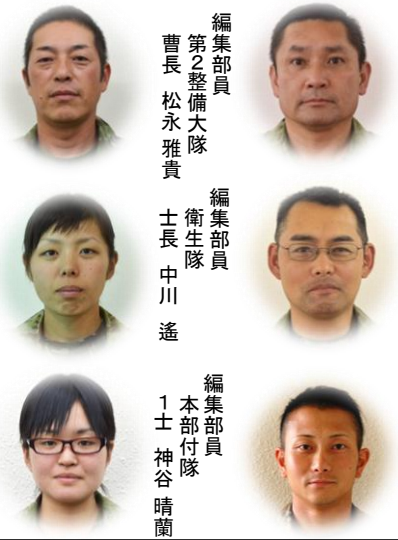 編集部員
第２整備大隊
曹長　松永 雅貴
編集部員
衛生隊
士長　中川　遙
編集部員
本部付隊
１士　神谷 晴蘭